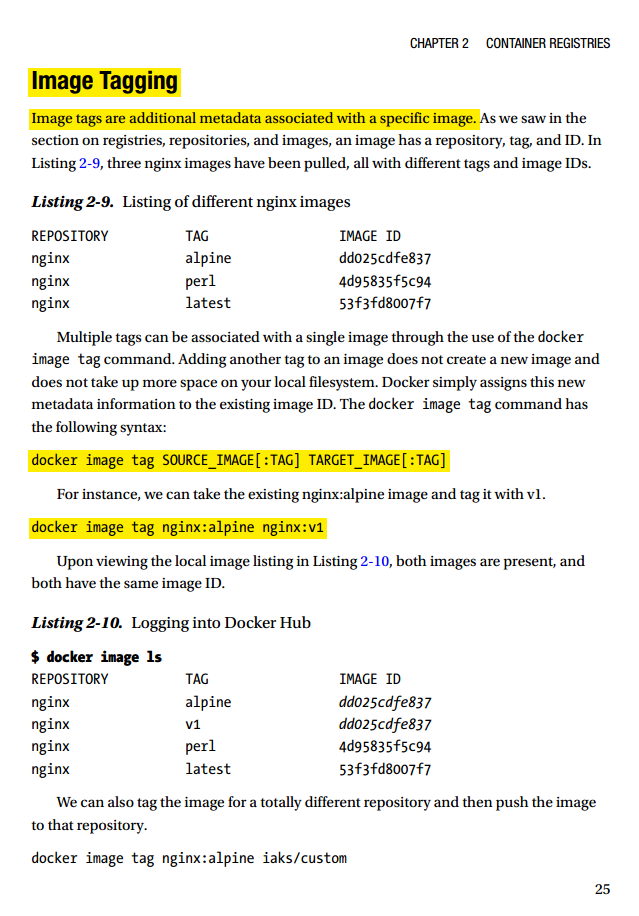 CHAPTER 2 CONTAINER REGISTRIES
Image Tagging
Image tags are additional metadata associated with a specific image. As we saw in the
section on registries, repositories, and images, an image has a repository, tag, and ID. In
Listing 2-9, three nginx images have been pulled, all with different tags and image IDs.
Listing 2-9. Listing of different nginx images
REPOSITORY TAG IMAGE ID
nginx alpine dd025cdfe837
nginx perl 4d95835f5c94
nginx latest 53f3fd8007f7
Multiple tags can be associated with a single image through the use of the docker
image tag command. Adding another tag to an image does not create a new image and
does not take up more space on your local filesystem. Docker simply assigns this new
metadata information to the existing image ID. The docker image tag command has
the following syntax:
docker image tag SOURCE_IMAGE[:TAG] TARGET_IMAGE[:TAG]
For instance, we can take the existing nginx:alpine image and tag it with v1.
docker image tag nginx:alpine nginx:v1
Upon viewing the local image listing in Listing 2-10, both images are present, and
both have the same image ID.
Listing 2-10. Logging into Docker Hub
$ docker image ls
REPOSITORY TAG IMAGE ID
nginx alpine dd025cdfe837
nginx v1 dd025cdfe837
nginx perl 4d95835f5c94
nginx latest 53f3fd8007f7
We can also tag the image for a totally different repository and then push the image
to that repository.
docker image tag nginx:alpine iaks/custom
25